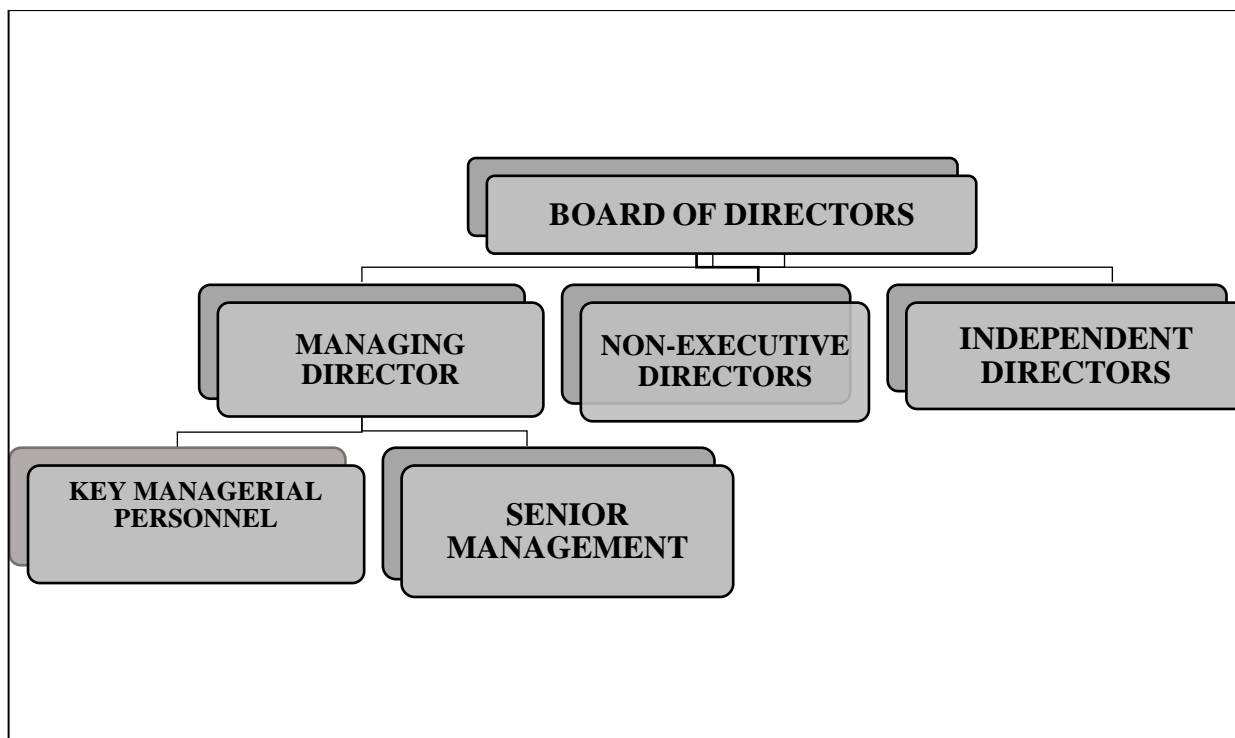 BOARD OF DIRECTORS
MANAGING
DIRECTOR
NON-EXECUTIVE
DIRECTORS
INDEPENDENT
DIRECTORS
KEY MANAGERIAL
PERSONNEL
SENIOR
MANAGEMENT